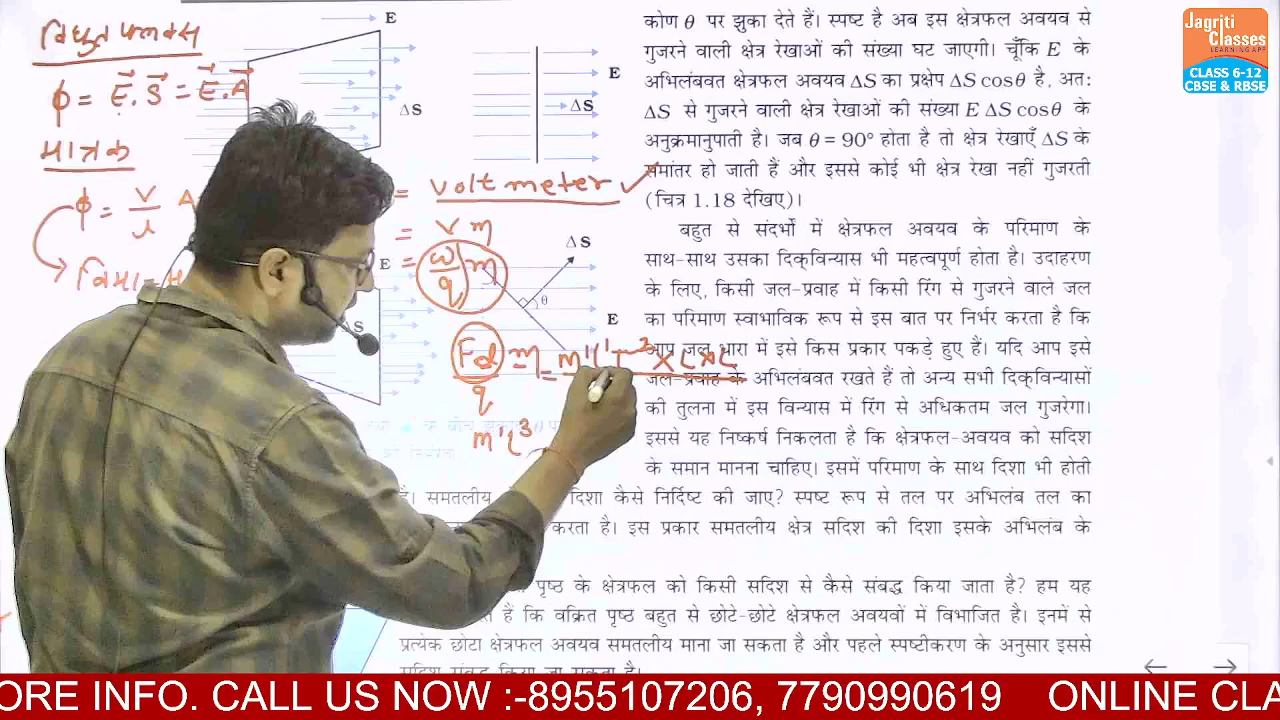 विद्युत फ्लक्स
ϕ = E⃗ . S⃗ = E⃗ . A⃗
मात्रक
ϕ = V/r A
= volt meter ✓
= V m
= (ω/q) m
Fd/q m = m¹L¹T⁻² × L × L
m¹L³
E
ΔS
E
ΔS
E
S
ΔS
θ
E
कोण θ पर झुका देते हैं। स्पष्ट है अब इस क्षेत्रफल अवयव से
गुजरने वाली क्षेत्र रेखाओं की संख्या घट जाएगी। चूँकि E के
अभिलंबवत क्षेत्रफल अवयव ΔS का प्रक्षेप ΔS cosθ है, अत:
ΔS से गुजरने वाली क्षेत्र रेखाओं की संख्या E ΔS cosθ के
अनुक्रमानुपाती है। जब θ = 90° होता है तो क्षेत्र रेखाएँ ΔS के
समांतर हो जाती हैं और इससे कोई भी क्षेत्र रेखा नहीं गुजरती
(चित्र 1.18 देखिए)।
बहुत से संदर्भों में क्षेत्रफल अवयव के परिमाण के
साथ-साथ उसका दिक्‌विन्यास भी महत्वपूर्ण होता है। उदाहरण
के लिए, किसी जल-प्रवाह में किसी रिंग से गुजरने वाले जल
का परिमाण स्वाभाविक रूप से इस बात पर निर्भर करता है कि
आप जल धारा में इसे किस प्रकार पकड़े हुए हैं। यदि आप इसे
जल-प्रवाह के अभिलंबवत रखते हैं तो अन्य सभी दिक्‌विन्यासों
की तुलना में इस विन्यास में रिंग से अधिकतम जल गुजरेगा।
इससे यह निष्कर्ष निकलता है कि क्षेत्रफल-अवयव को सदिश
के समान मानना चाहिए। इसमें परिमाण के साथ दिशा भी होती
है। समतलीय दिशा कैसे निर्दिष्ट की जाए? स्पष्ट रूप से तल पर अभिलंब तल का
करता है। इस प्रकार समतलीय क्षेत्र सदिश की दिशा इसके अभिलंब के
पृष्ठ के क्षेत्रफल को किसी सदिश से कैसे संबद्ध किया जाता है? हम यह
हैं कि वक्रित पृष्ठ बहुत से छोटे-छोटे क्षेत्रफल अवयवों में विभाजित है। इनमें से
प्रत्येक छोटा क्षेत्रफल अवयव समतलीय माना जा सकता है और पहले स्पष्टीकरण के अनुसार इससे
सदिश संबद्ध किया जा सकता है।
Jagriti
Classes
LEARNING APP
CLASS 6-12
CBSE & RBSE
ORE INFO. CALL US NOW :-8955107206, 7790990619 ONLINE CLA